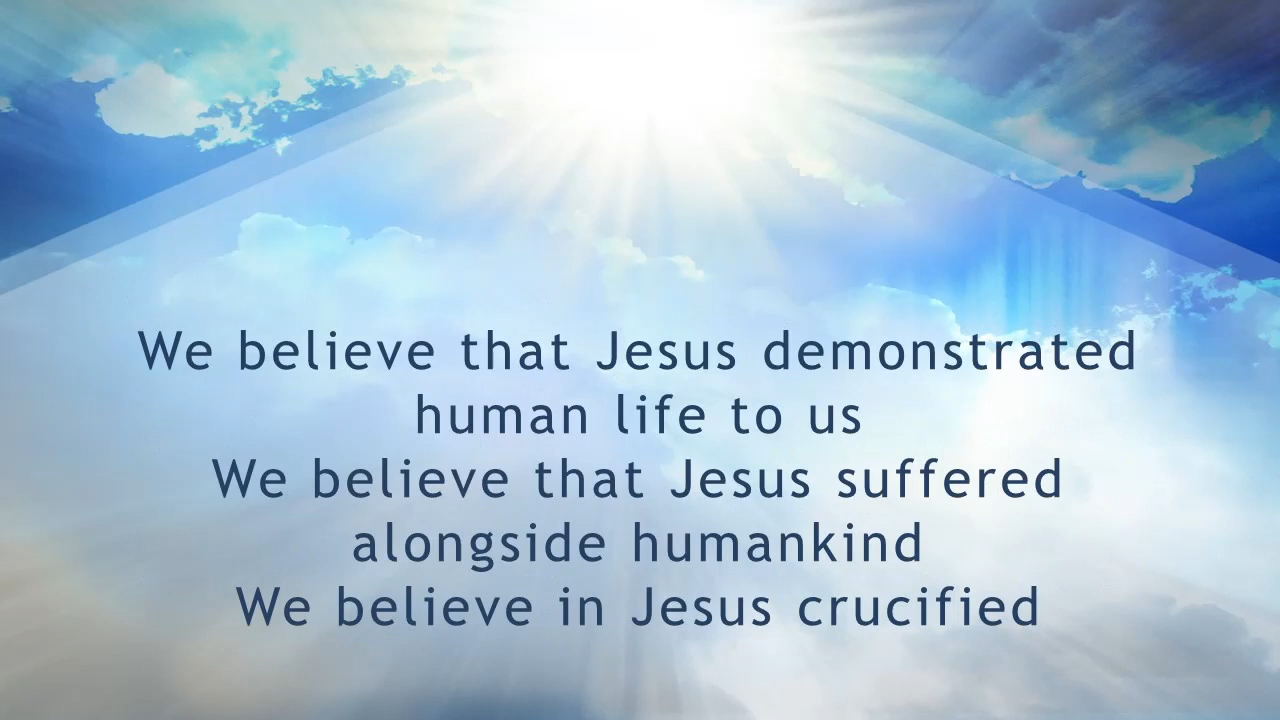 We believe that Jesus demonstrated
human life to us
We believe that Jesus suffered
alongside humankind
We believe in Jesus crucified